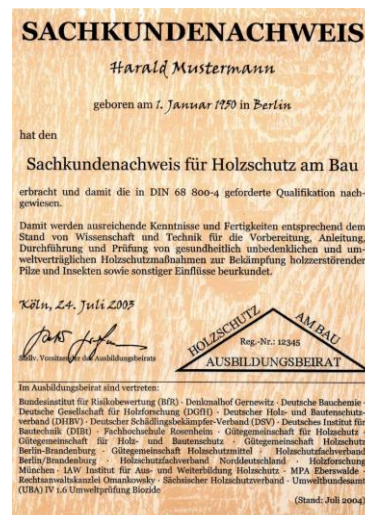 SACHKUNDENACHWEIS
Harald Mustermann
geboren am 1. Januar 1950 in Berlin
hat den
Sachkundenachweis für Holzschutz am Bau
erbracht und damit die in DIN 68 800-4 geforderte Qualifikation nach-
gewiesen.
Damit werden ausreichende Kenntnisse und Fertigkeiten entsprechend dem
Stand von Wissenschaft und Technik für die Vorbereitung, Anleitung,
Durchführung und Prüfung von gesundheitlich unbedenklichen und um-
weltverträglichen Holzschutzmaßnahmen zur Bekämpfung holzzerstörender
Pilze und Insekten sowie sonstiger Einflüsse beurkundet.
Köln, 24. Juli 2003
Stellv. Vorsitzender des Ausbildungsbeirats
HOLZSCHUTZ AM BAU
Reg.-Nr.: 12345
AUSBILDUNGSBEIRAT
Im Ausbildungsbeirat sind vertreten:
Bundesinstitut für Risikobewertung (BfR) · Denkmalhof Gernewitz · Deutsche Bauchemie ·
Deutsche Gesellschaft für Holzforschung (DGfH) · Deutscher Holz- und Bautenschutz-
verband (DHBV) · Deutscher Schädlingsbekämpfer-Verband (DSV) · Deutsches Institut für
Bautechnik (DIBt) · Fachhochschule Rosenheim · Gütegemeinschaft für Holzschutz ·
Gütegemeinschaft für Holz- und Bautenschutz · Gütegemeinschaft Holzschutz
Berlin-Brandenburg · Gütegemeinschaft Holzschutzmittel · Holzschutzfachverband
Berlin/Brandenburg · Holzschutzfachverband Norddeutschland · Holzforschung
München · IAW Institut für Aus- und Weiterbildung Holzschutz · MPA Eberswalde ·
Rechtsanwaltskanzlei Omankowsky · Sächsischer Holzschutzverband · Umweltbundesamt
(UBA) IV 1.6 Umweltprüfung Biozide
(Stand: Juli 2004)